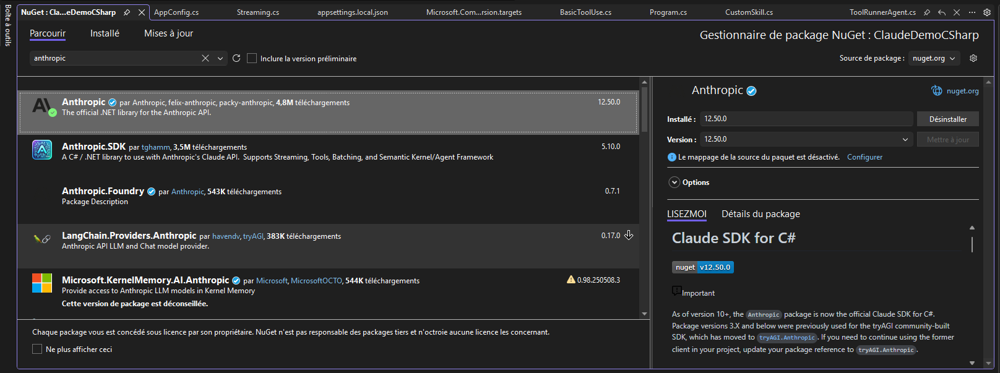 Boîte à outils
NuGet : Cla...eDemoCSharp
AppConfig.cs
Streaming.cs
appsettings.local.json
Microsoft.Com...rsion.targets
BasicToolUse.cs
Program.cs
CustomSkill.cs
ToolRunnerAgent.cs
Parcourir
Installé
Mises à jour
Gestionnaire de package NuGet : ClaudeDemoCSharp
anthropic
Inclure la version préliminaire
Source de package :
nuget.org
Anthropic par Anthropic, felix-anthropic, packy-anthropic, 4,8M téléchargements
12.50.0
The official .NET library for the Anthropic API.
Anthropic.SDK par tghamm, 3,5M téléchargements
5.10.0
A C# / .NET library to use with Anthropic's Claude API. Supports Streaming, Tools, Batching, and Semantic Kernel/Agent Framework
Anthropic.Foundry par Anthropic, 543K téléchargements
0.7.1
Package Description
LangChain.Providers.Anthropic par havendv, tryAGI, 383K téléchargements
0.17.0
Anthropic API LLM and Chat model provider.
Microsoft.KernelMemory.AI.Anthropic par Microsoft, MicrosoftOCTO, 544K téléchargements
0.98.250508.3
Provide access to Anthropic LLM models in Kernel Memory
Cette version de package est déconseillée.
Chaque package vous est concédé sous licence par son propriétaire. NuGet n'est pas responsable des packages tiers et n'octroie aucune licence les concernant.
Ne plus afficher ceci
Anthropic
nuget.org
Installé :
12.50.0
Désinstaller
Version :
12.50.0
Mettre à jour
Le mappage de la source du paquet est désactivé. Configurer
Options
LISEZMOI
Détails du package
Claude SDK for C#
nuget v12.50.0
Important
As of version 10+, the Anthropic package is now the official Claude SDK for C#.
Package versions 3.X and below were previously used for the tryAGI community-built
SDK, which has moved to tryAGI.Anthropic. If you need to continue using the former
client in your project, update your package reference to tryAGI.Anthropic.